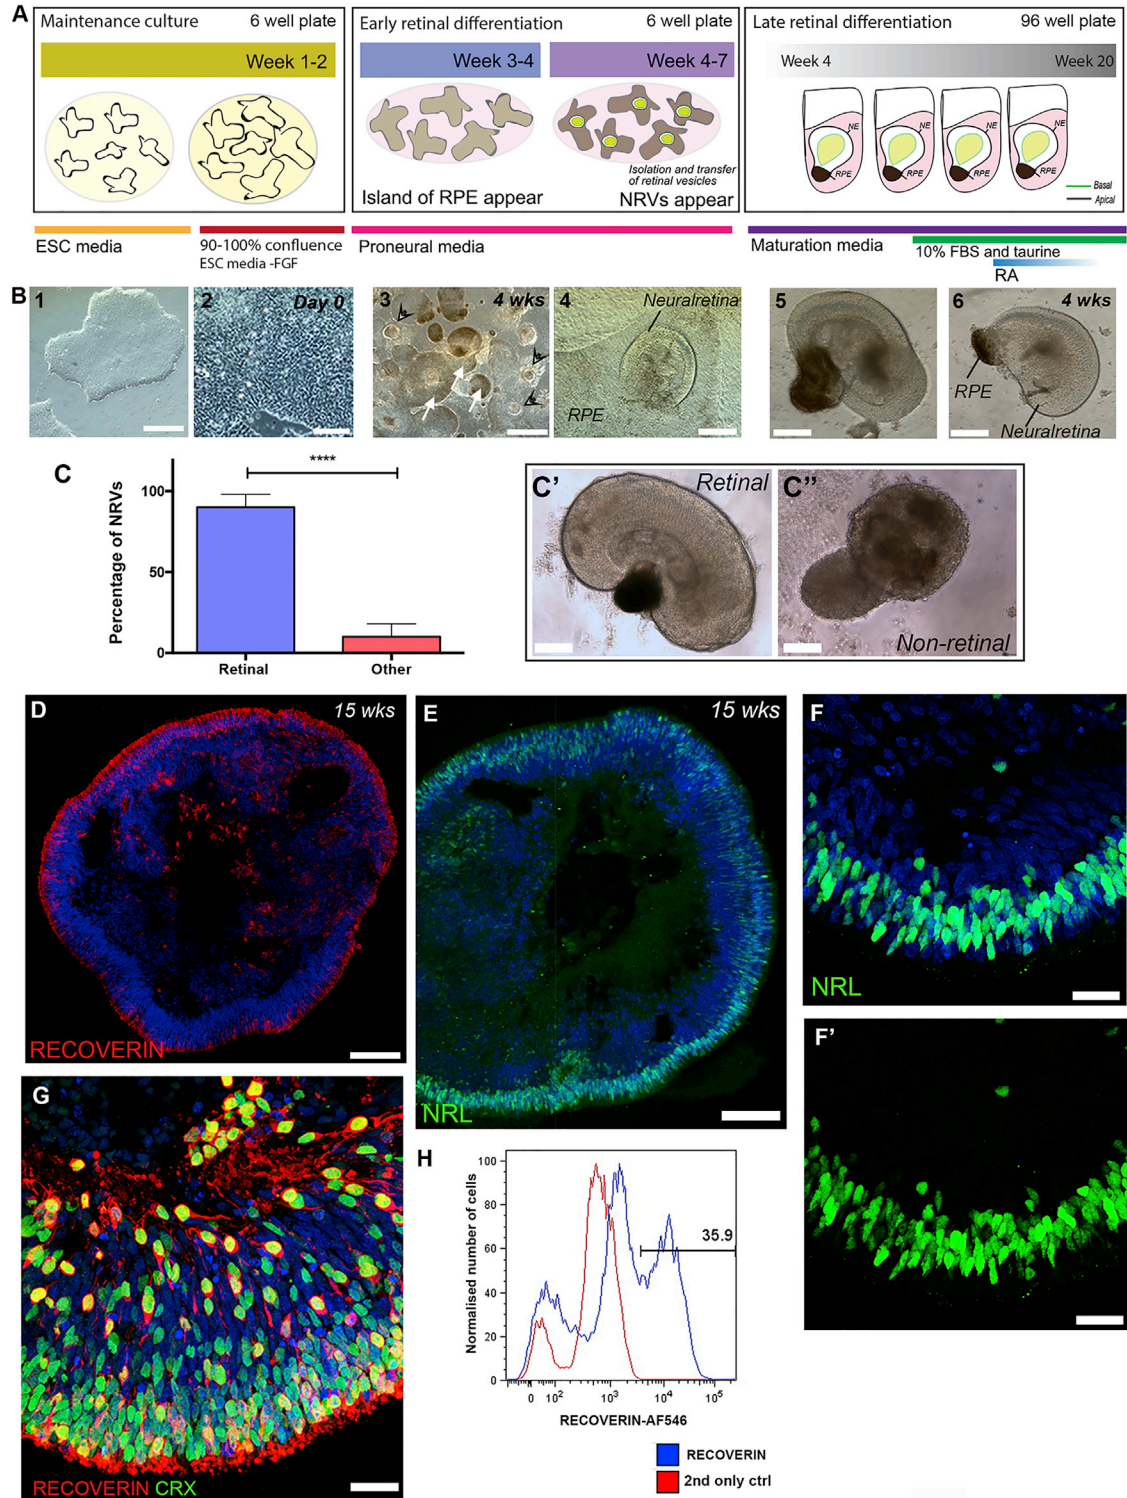 A
Maintenance culture 6 well plate
Week 1-2
Early retinal differentiation 6 well plate
Week 3-4
Week 4-7
Island of RPE appear
Isolation and transfer
of retinal vesicles
NRVs appear
Late retinal differentiation 96 well plate
Week 4 Week 20
NE NE NE NE
RPE RPE RPE RPE
Basal
Apical
ESC media
90-100% confluence
ESC media -FGF
Proneural media
Maturation media
10% FBS and taurine
RA
B
1
2 Day 0
3 4 wks
4 Neuralretina
RPE
5
6 4 wks
RPE
Neuralretina
C
****
Percentage of NRVs
100
50
0
Retinal Other
C' Retinal
C'' Non-retinal
D 15 wks
RECOVERIN
E 15 wks
NRL
F
NRL
F'
G
RECOVERIN CRX
H
Normalised number of cells
100
80
60
40
20
0
35.9
0 10² 10³ 10⁴ 10⁵
RECOVERIN-AF546
RECOVERIN
2nd only ctrl